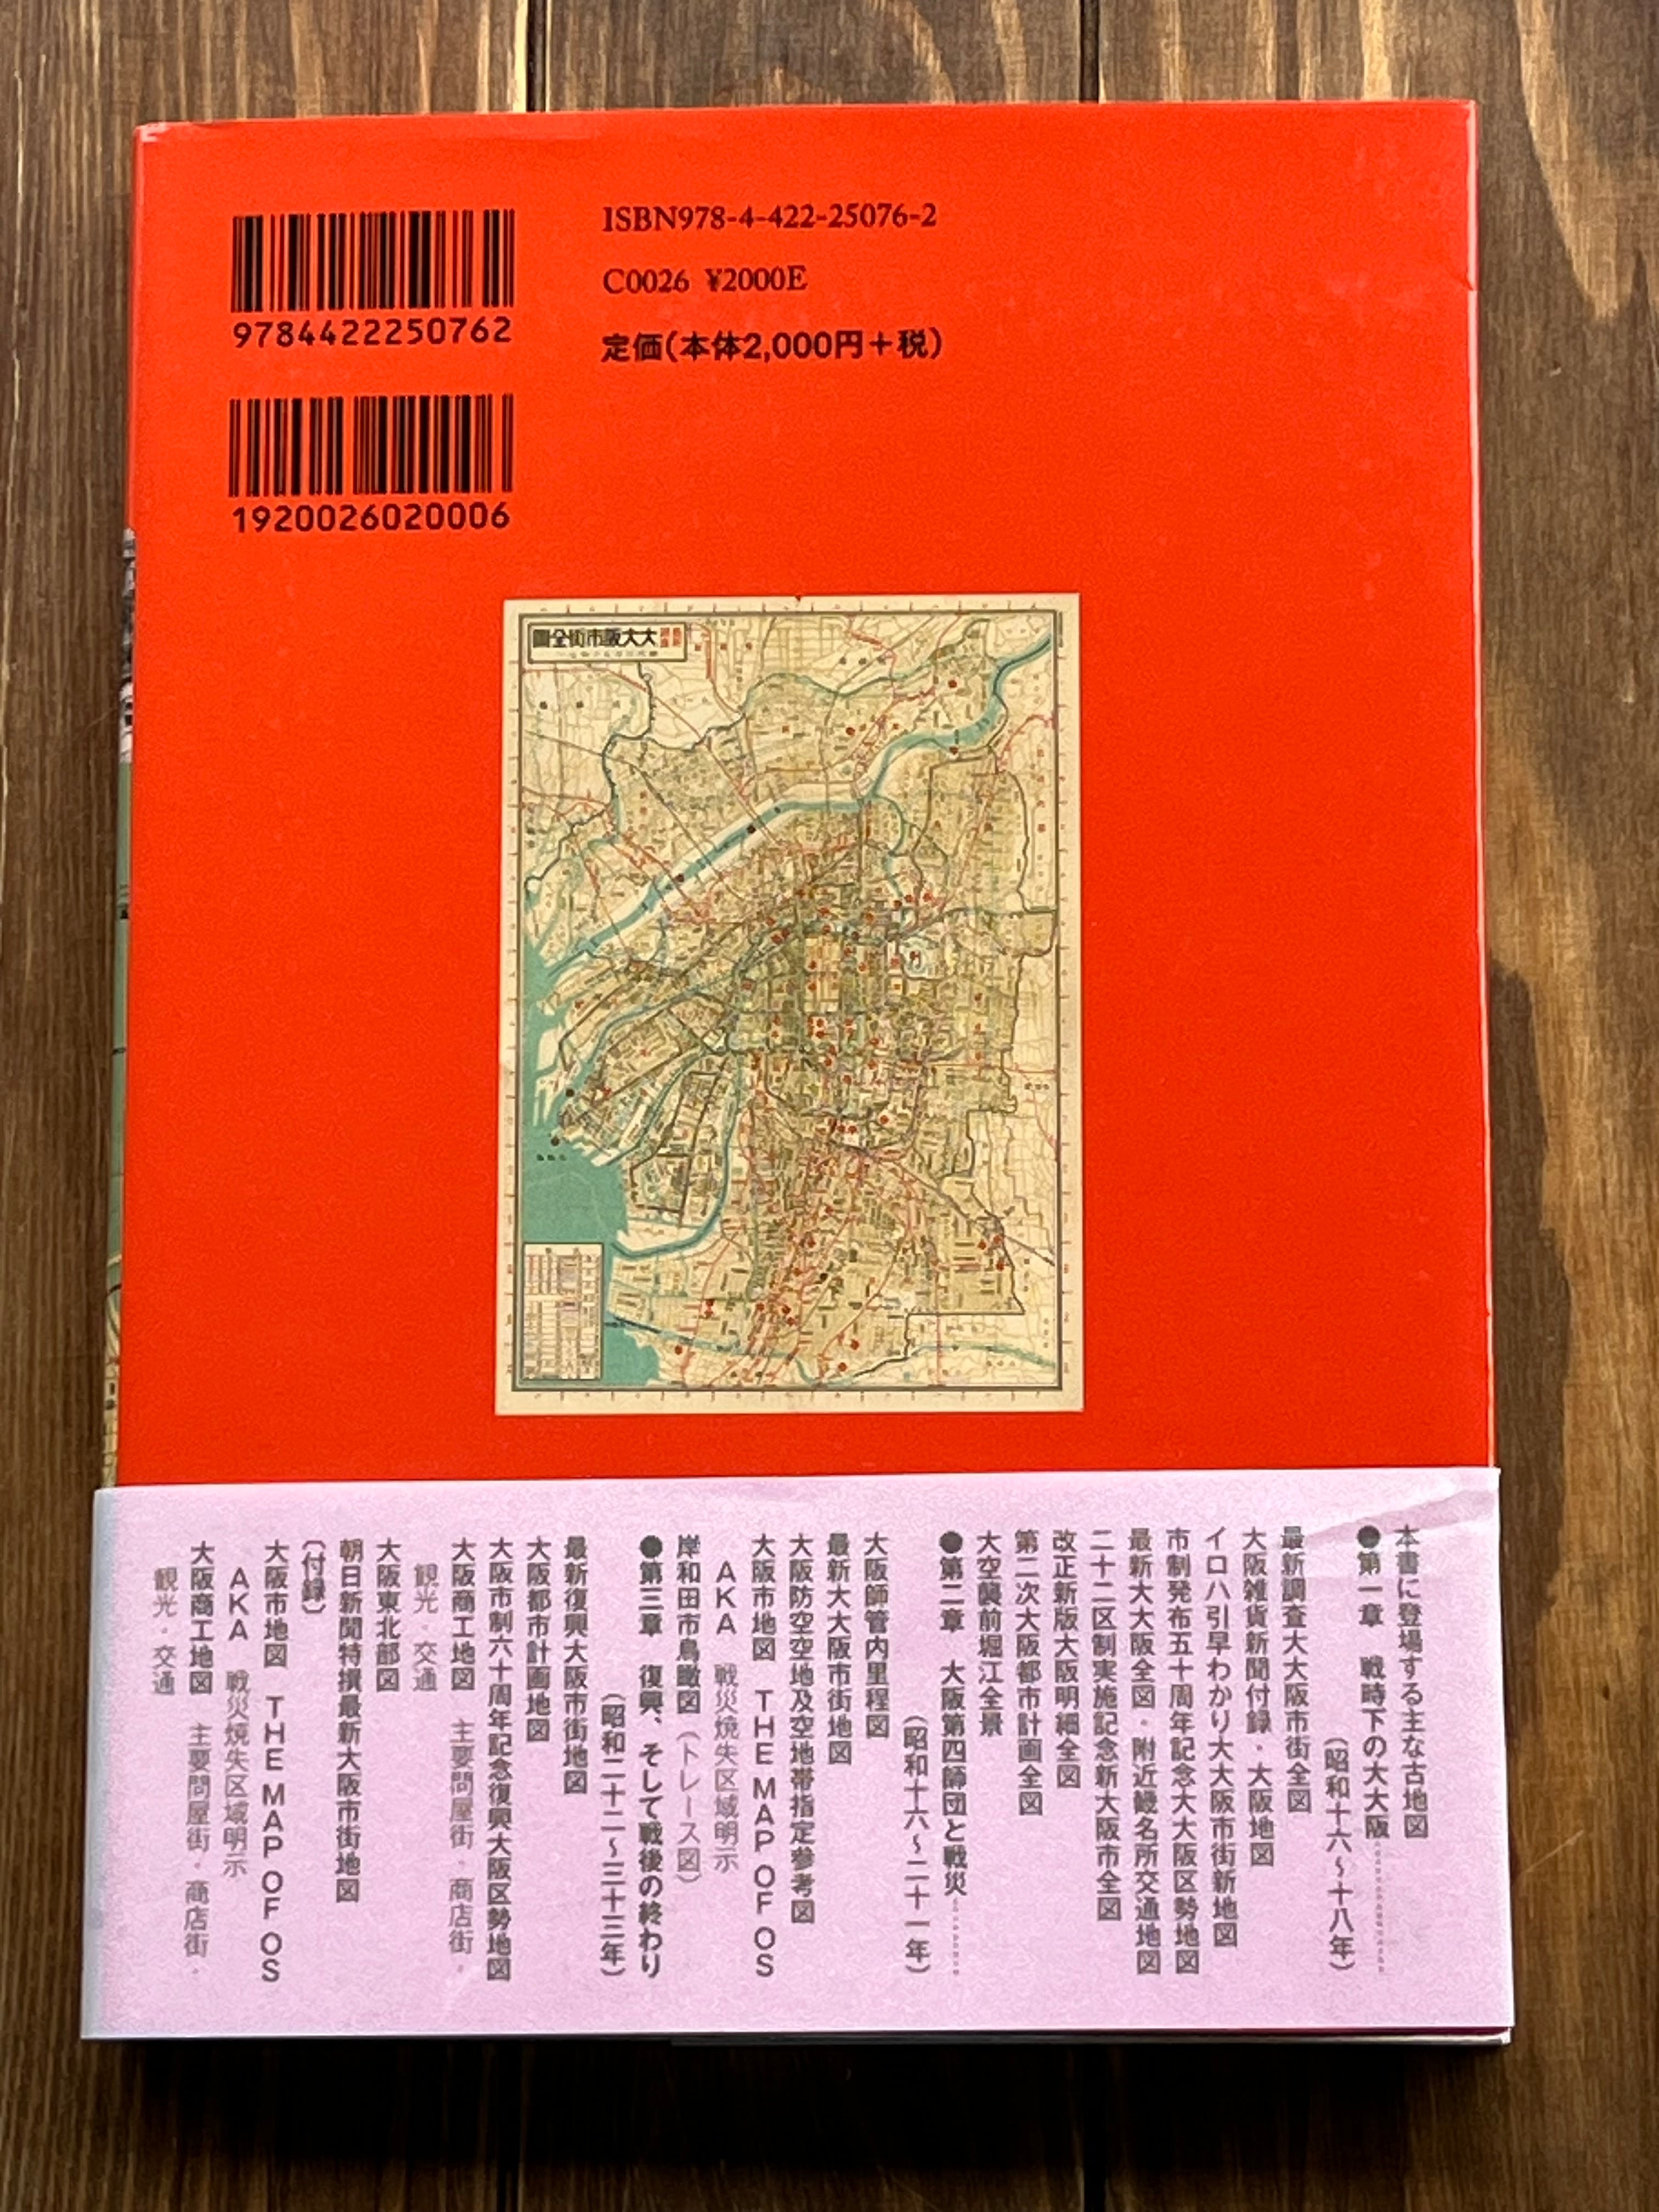 ISBN978-4-422-25076-2
C0026 ¥2000E
定価(本体2,000円+税)
9784422250762
1920026020006
大大阪市街全圖
本書に登場する主な古地図
●第一章 戦時下の大大阪
(昭和十六～十八年)
最新調査大大阪市街全図
大阪雑貨新聞付録・大阪地図
イロハ引早わかり大大阪市街新地図
市制発布五十周年記念大大阪区勢地図
最新大大阪全図・附近畿名所交通地図
二十二区制実施記念新大阪市全図
改正新版大大阪明細全図
第二次大阪都市計画全図
大空襲前堀江全景
●第二章 大阪第四師団と戦災
(昭和十六～二十一年)
大阪師管内里程図
最新大大阪市街地図
大阪防空空地及空地帯指定参考図
大阪市地図 THE MAP OF OS
AKA 戦災焼失区域明示
岸和田市鳥瞰図(トレース図)
●第三章 復興、そして戦後の終わり
(昭和二十二～三十三年)
最新復興大阪市街地図
大阪都市計画地図
大阪市制六十周年記念復興大阪区勢地図
大阪商工地図 主要問屋街・商店街・
観光・交通
大阪東北部図
朝日新聞特撰最新大阪市街地図
〔付録〕
大阪市地図 THE MAP OF OS
AKA 戦災焼失区域明示
大阪商工地図 主要問屋街・商店街・
観光・交通